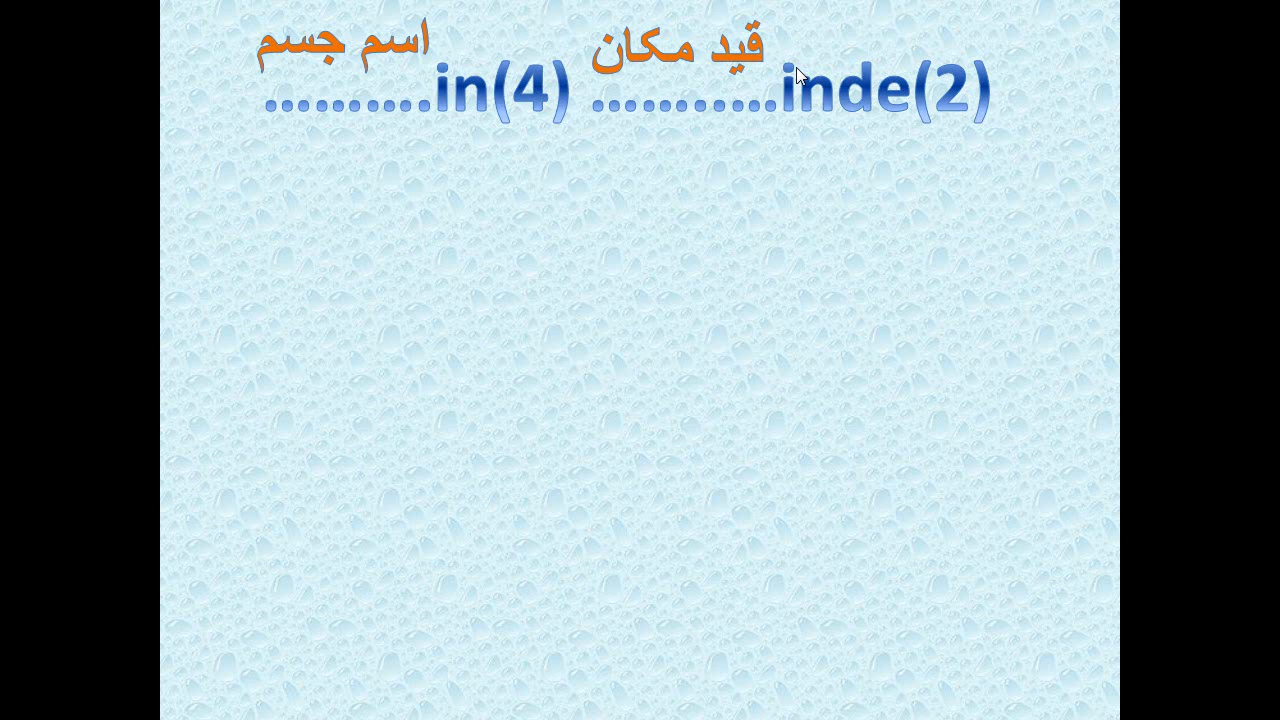 قید مکان اسم جسم
..........in(4) ...........inde(2)